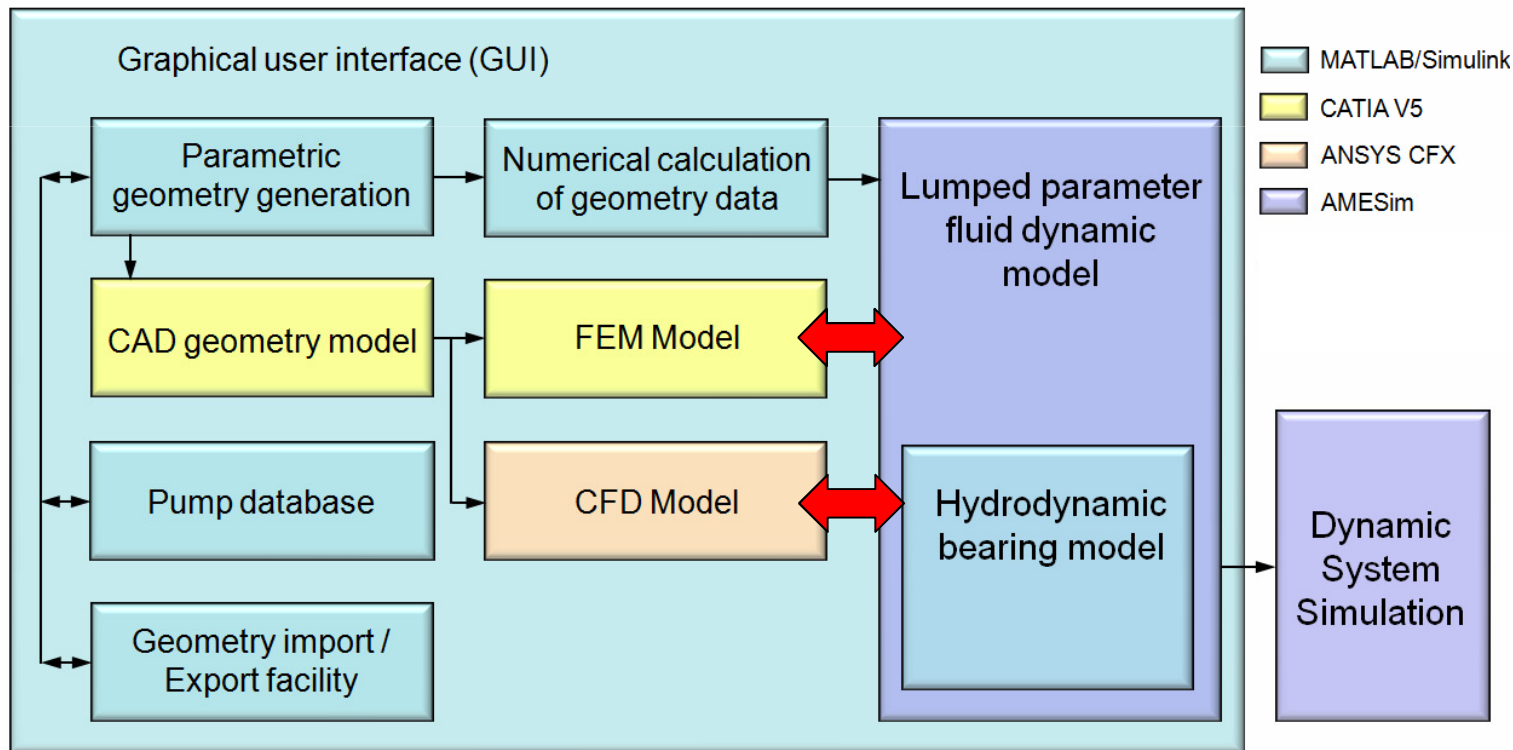 Graphical user interface (GUI)
MATLAB/Simulink
CATIA V5
ANSYS CFX
AMESim
Parametric
geometry generation
Numerical calculation
of geometry data
Lumped parameter
fluid dynamic
model
CAD geometry model
FEM Model
Pump database
CFD Model
Hydrodynamic
bearing model
Geometry import /
Export facility
Dynamic
System
Simulation